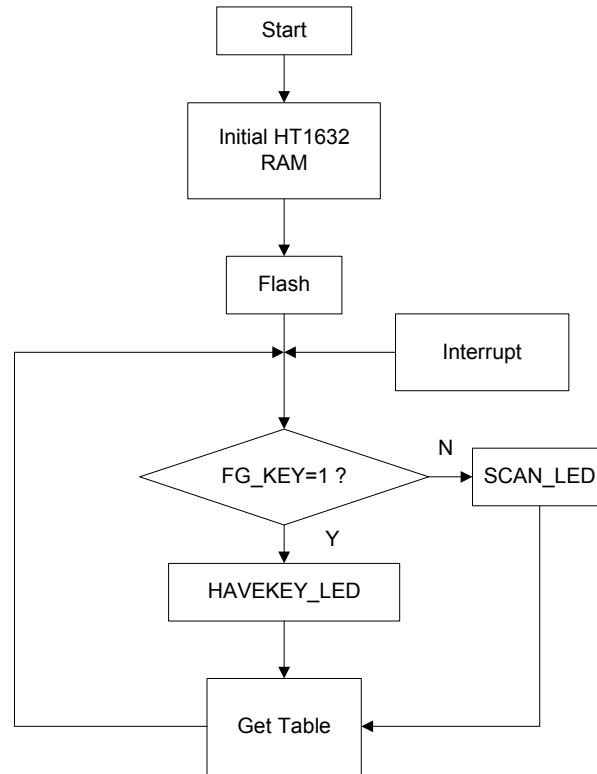 Start
Initial HT1632
RAM
Flash
Interrupt
FG_KEY=1 ?
N
SCAN_LED
Y
HAVEKEY_LED
Get Table